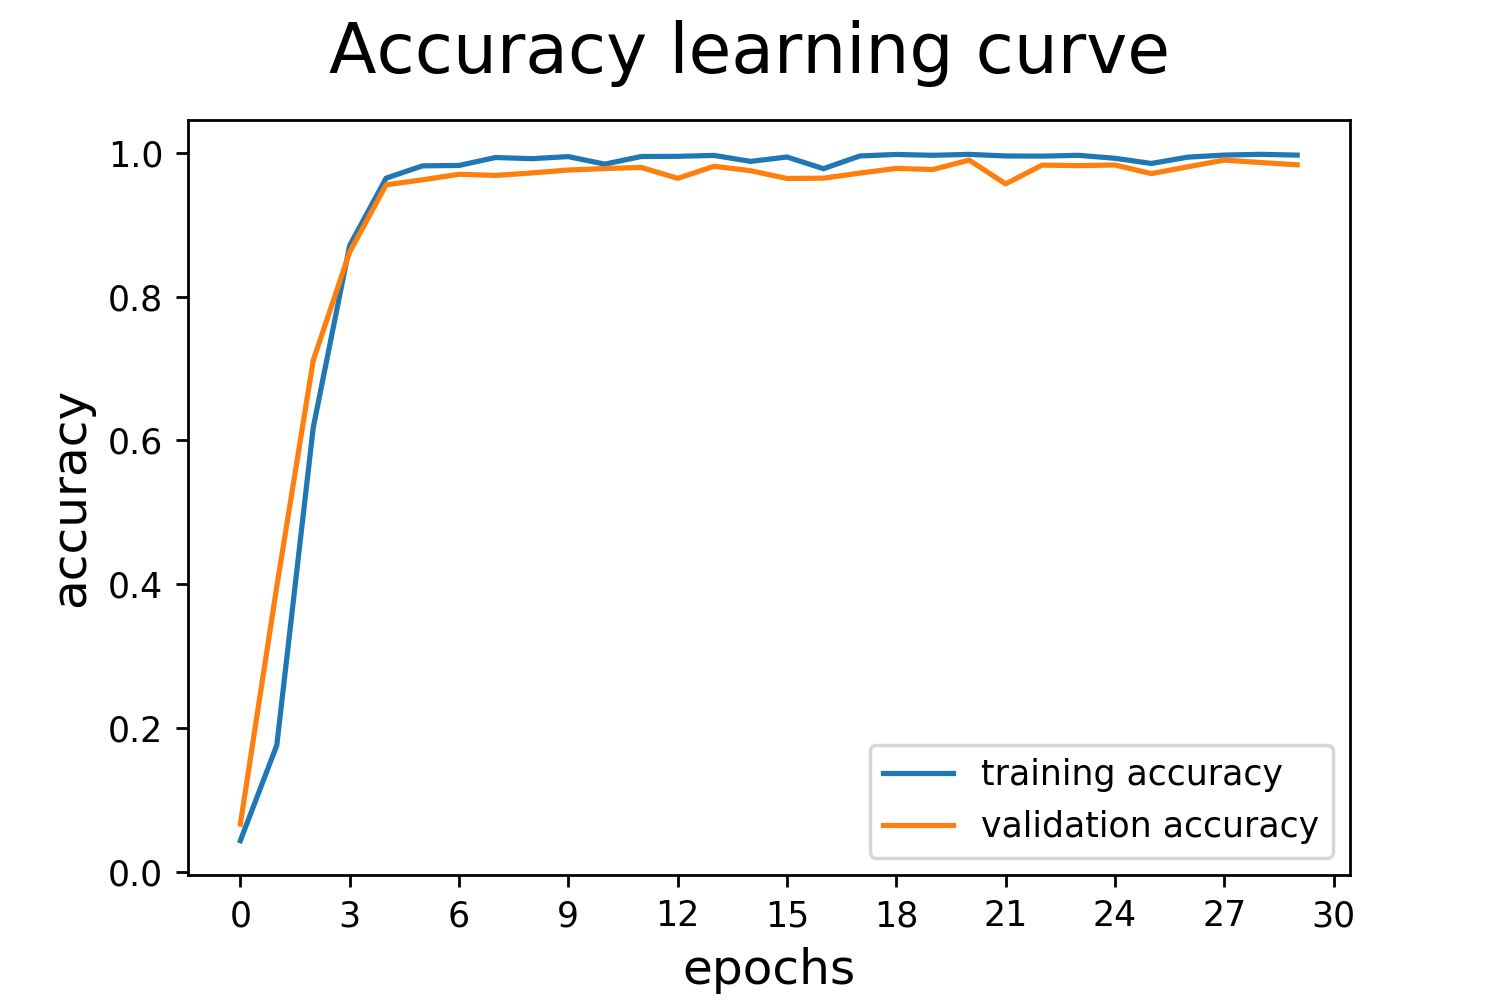 Accuracy learning curve
1.0
0.8
0.6
0.4
0.2
0.0
accuracy
training accuracy
validation accuracy
0 3 6 9 12 15 18 21 24 27 30
epochs